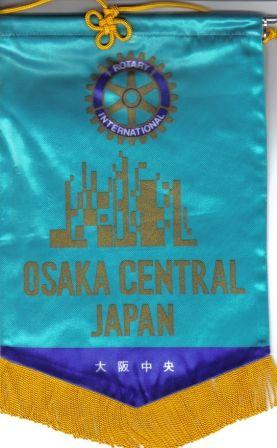 ROTARY
INTERNATIONAL
OSAKA CENTRAL
JAPAN
大阪中央